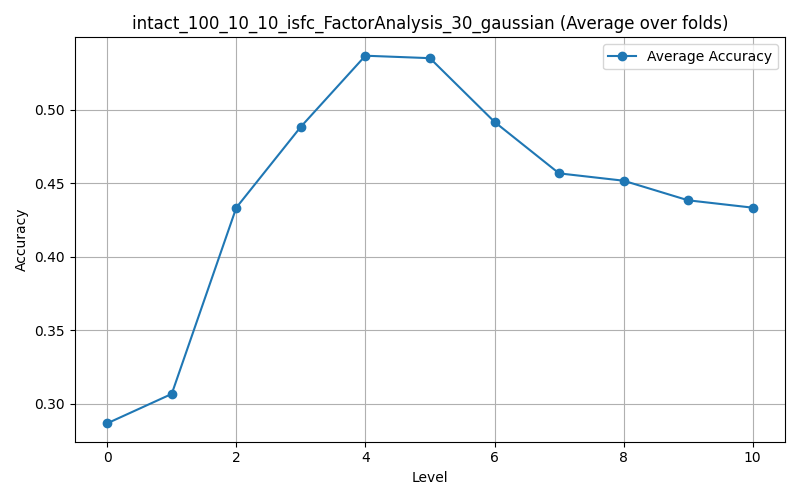 intact_100_10_10_isfc_FactorAnalysis_30_gaussian (Average over folds)
Average Accuracy
Accuracy
0.50
0.45
0.40
0.35
0.30
0 2 4 6 8 10
Level